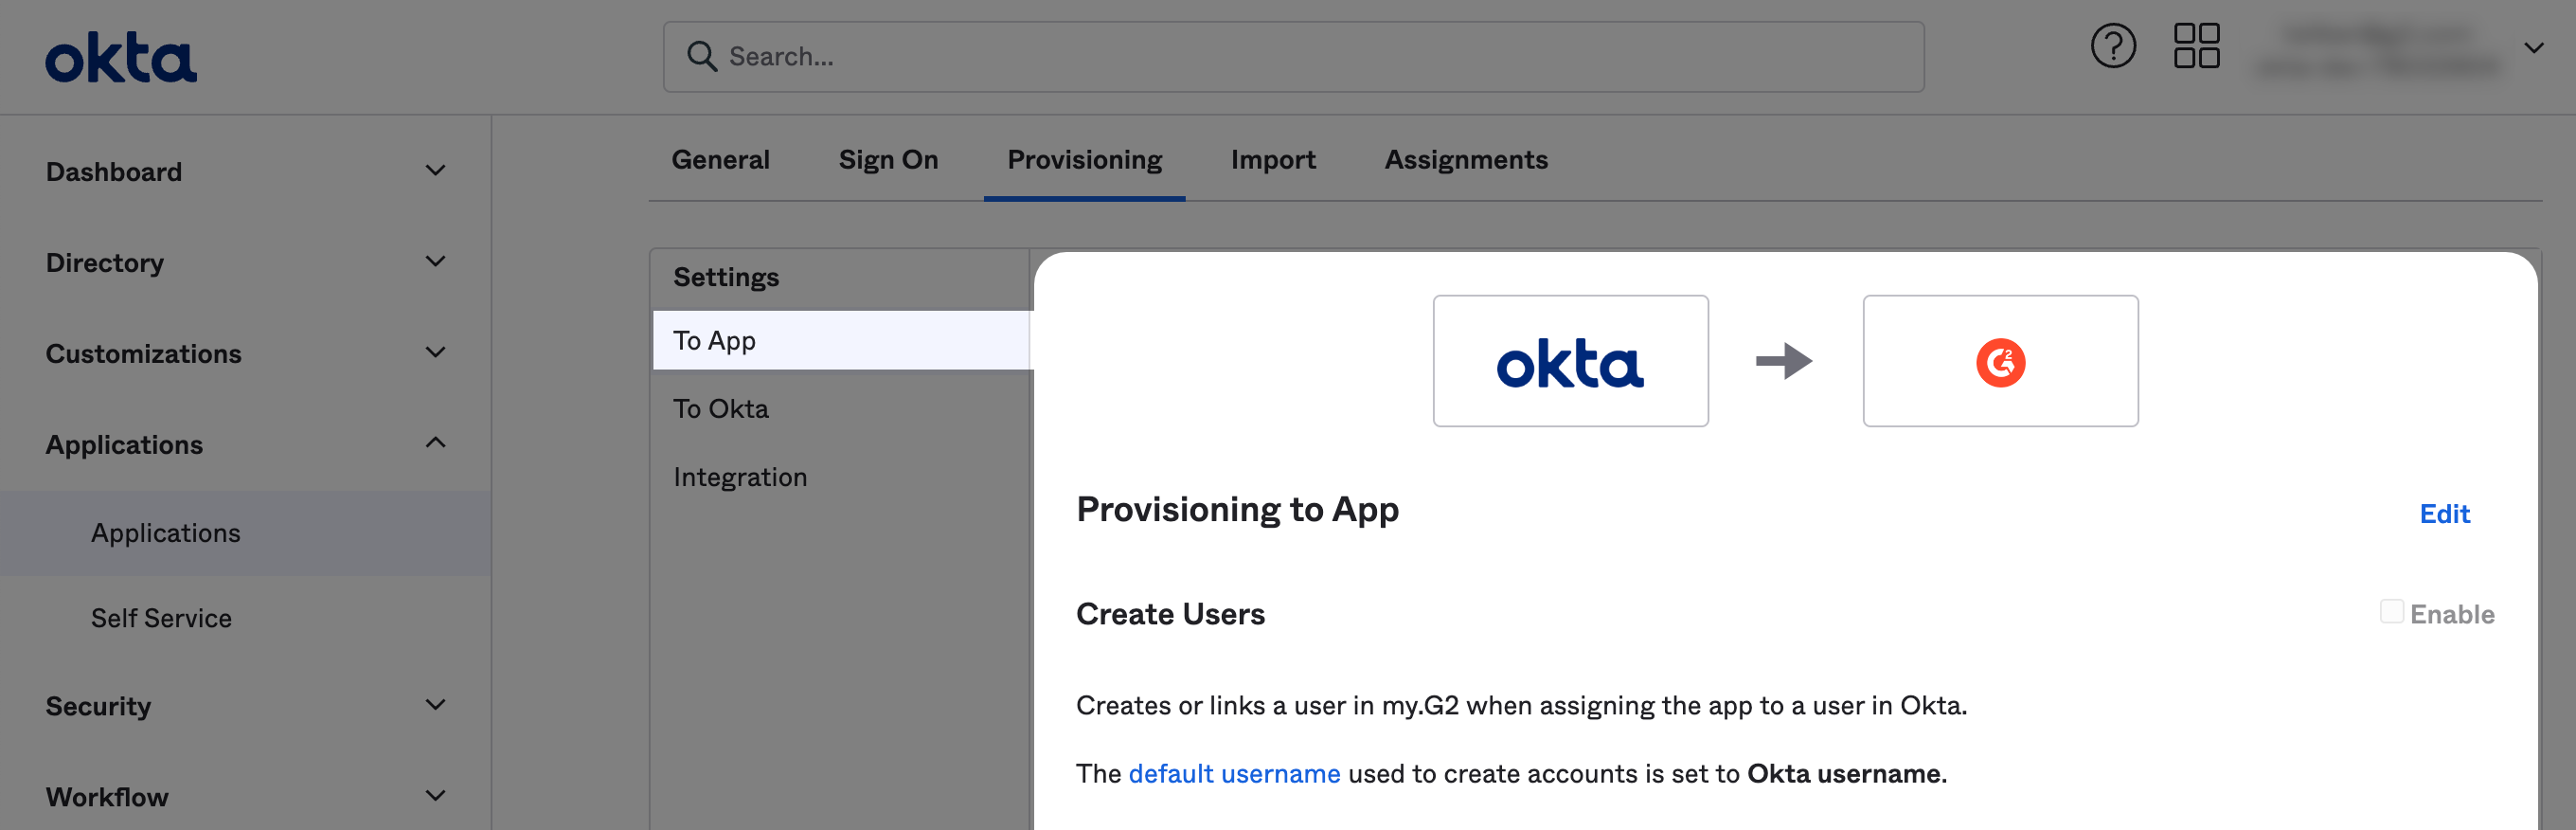 okta
Search...
Dashboard
Directory
Customizations
Applications
Applications
Self Service
Security
Workflow
General Sign On Provisioning Import Assignments
Settings
To App
To Okta
Integration
okta
G2
Provisioning to App Edit
Create Users Enable
Creates or links a user in my.G2 when assigning the app to a user in Okta.
The default username used to create accounts is set to Okta username.